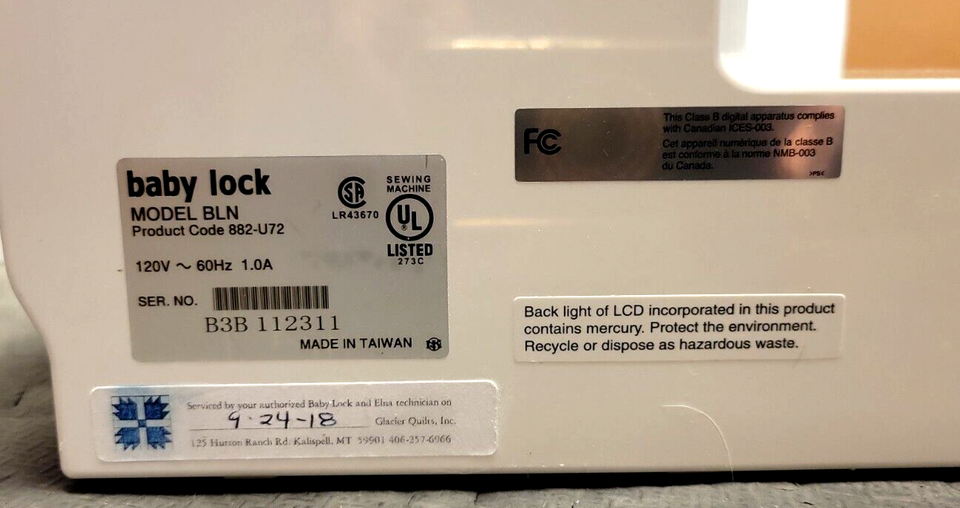 baby lock
MODEL BLN
Product Code 882-U72
120V ~ 60Hz 1.0A
SER. NO.
B3B 112311
MADE IN TAIWAN
SA
LR43670
SEWING
MACHINE
UL
®
LISTED
273C
FC
This Class B digital apparatus complies
with Canadian ICES-003.
Cet appareil numérique de la classe B
est conforme à la norme NMB-003
du Canada.
>PS<
Back light of LCD incorporated in this product
contains mercury. Protect the environment.
Recycle or dispose as hazardous waste.
Serviced by your authorized Baby Lock and Elna technician on
9-24-18 Glacier Quilts, Inc.
125 Hutton Ranch Rd. Kalispell, MT 59901 406-257-6966